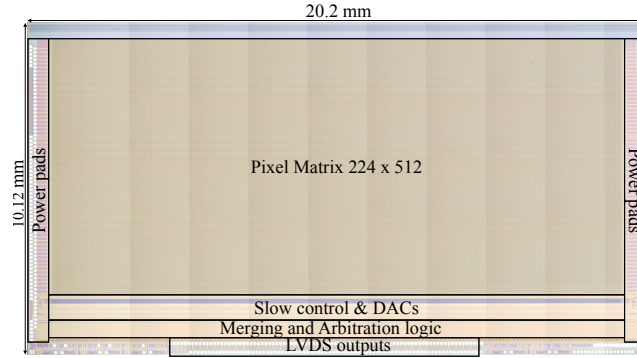 20.2 mm
10.12 mm
Power pads
Pixel Matrix 224 x 512
Power pads
Slow control & DACs
Merging and Arbitration logic
LVDS outputs